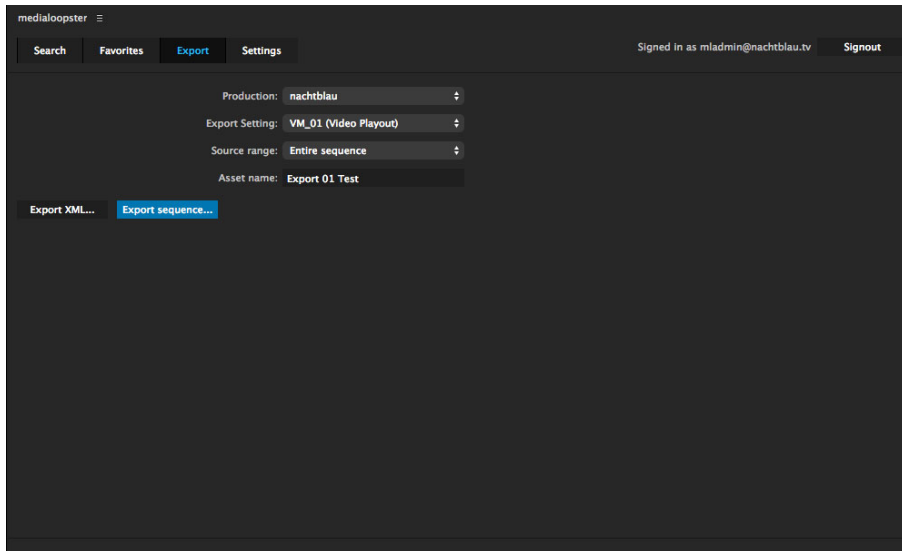 medialoopster
Search Favorites Export Settings Signed in as mladmin@nachtblau.tv Signout
Production: nachtblau
Export Setting: VM_01 (Video Playout)
Source range: Entire sequence
Asset name: Export 01 Test
Export XML... Export sequence...